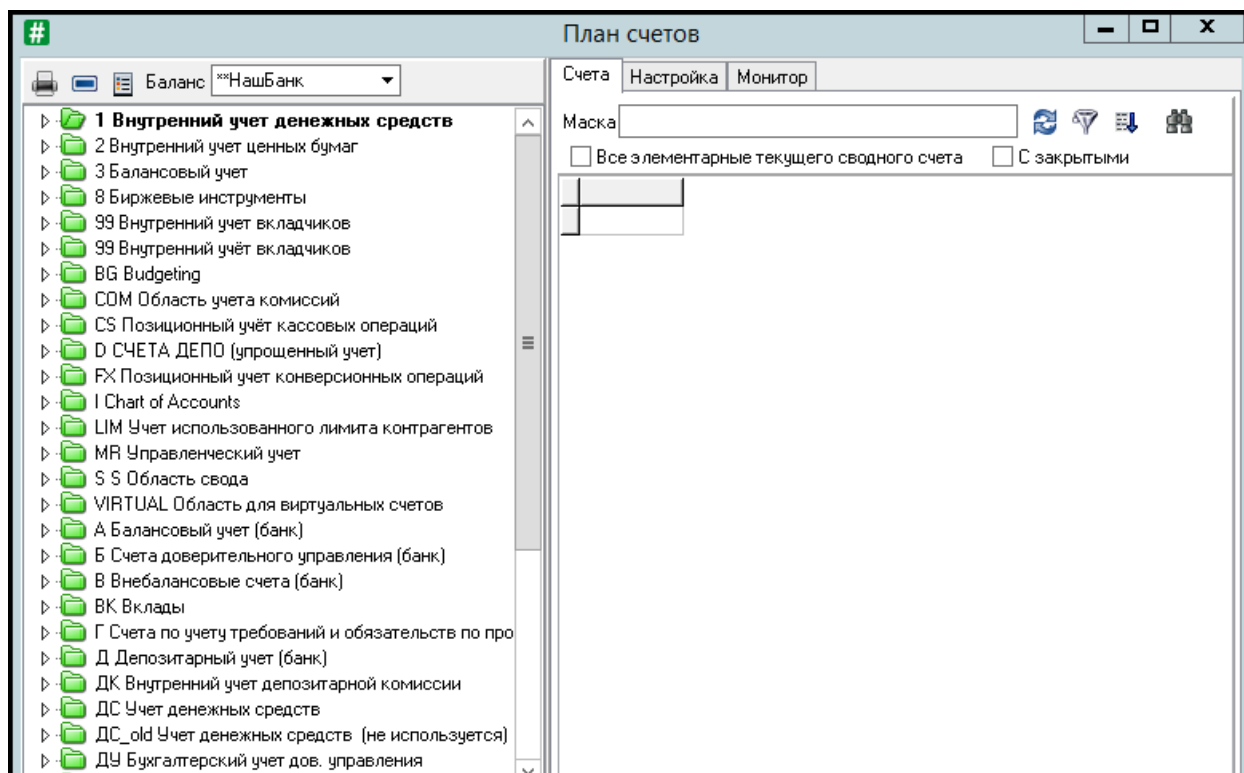 #
План счетов
Баланс **НашБанк
1 Внутренний учет денежных средств
2 Внутренний учет ценных бумаг
3 Балансовый учет
8 Биржевые инструменты
99 Внутренний учет вкладчиков
99 Внутренний учёт вкладчиков
BG Budgeting
COM Область учета комиссий
CS Позиционный учёт кассовых операций
D СЧЕТА ДЕПО (упрощенный учет)
FX Позиционный учет конверсионных операций
I Chart of Accounts
LIM Учет использованного лимита контрагентов
MR Управленческий учет
S S Область свода
VIRTUAL Область для виртуальных счетов
А Балансовый учет (банк)
Б Счета доверительного управления (банк)
В Внебалансовые счета (банк)
ВК Вклады
Г Счета по учету требований и обязательств по про
Д Депозитарный учет (банк)
ДК Внутренний учет депозитарной комиссии
ДС Учет денежных средств
ДС_old Учет денежных средств (не используется)
ДУ Бухгалтерский учет дов. управления
Счета Настройка Монитор
Маска
Все элементарные текущего сводного счета С закрытыми